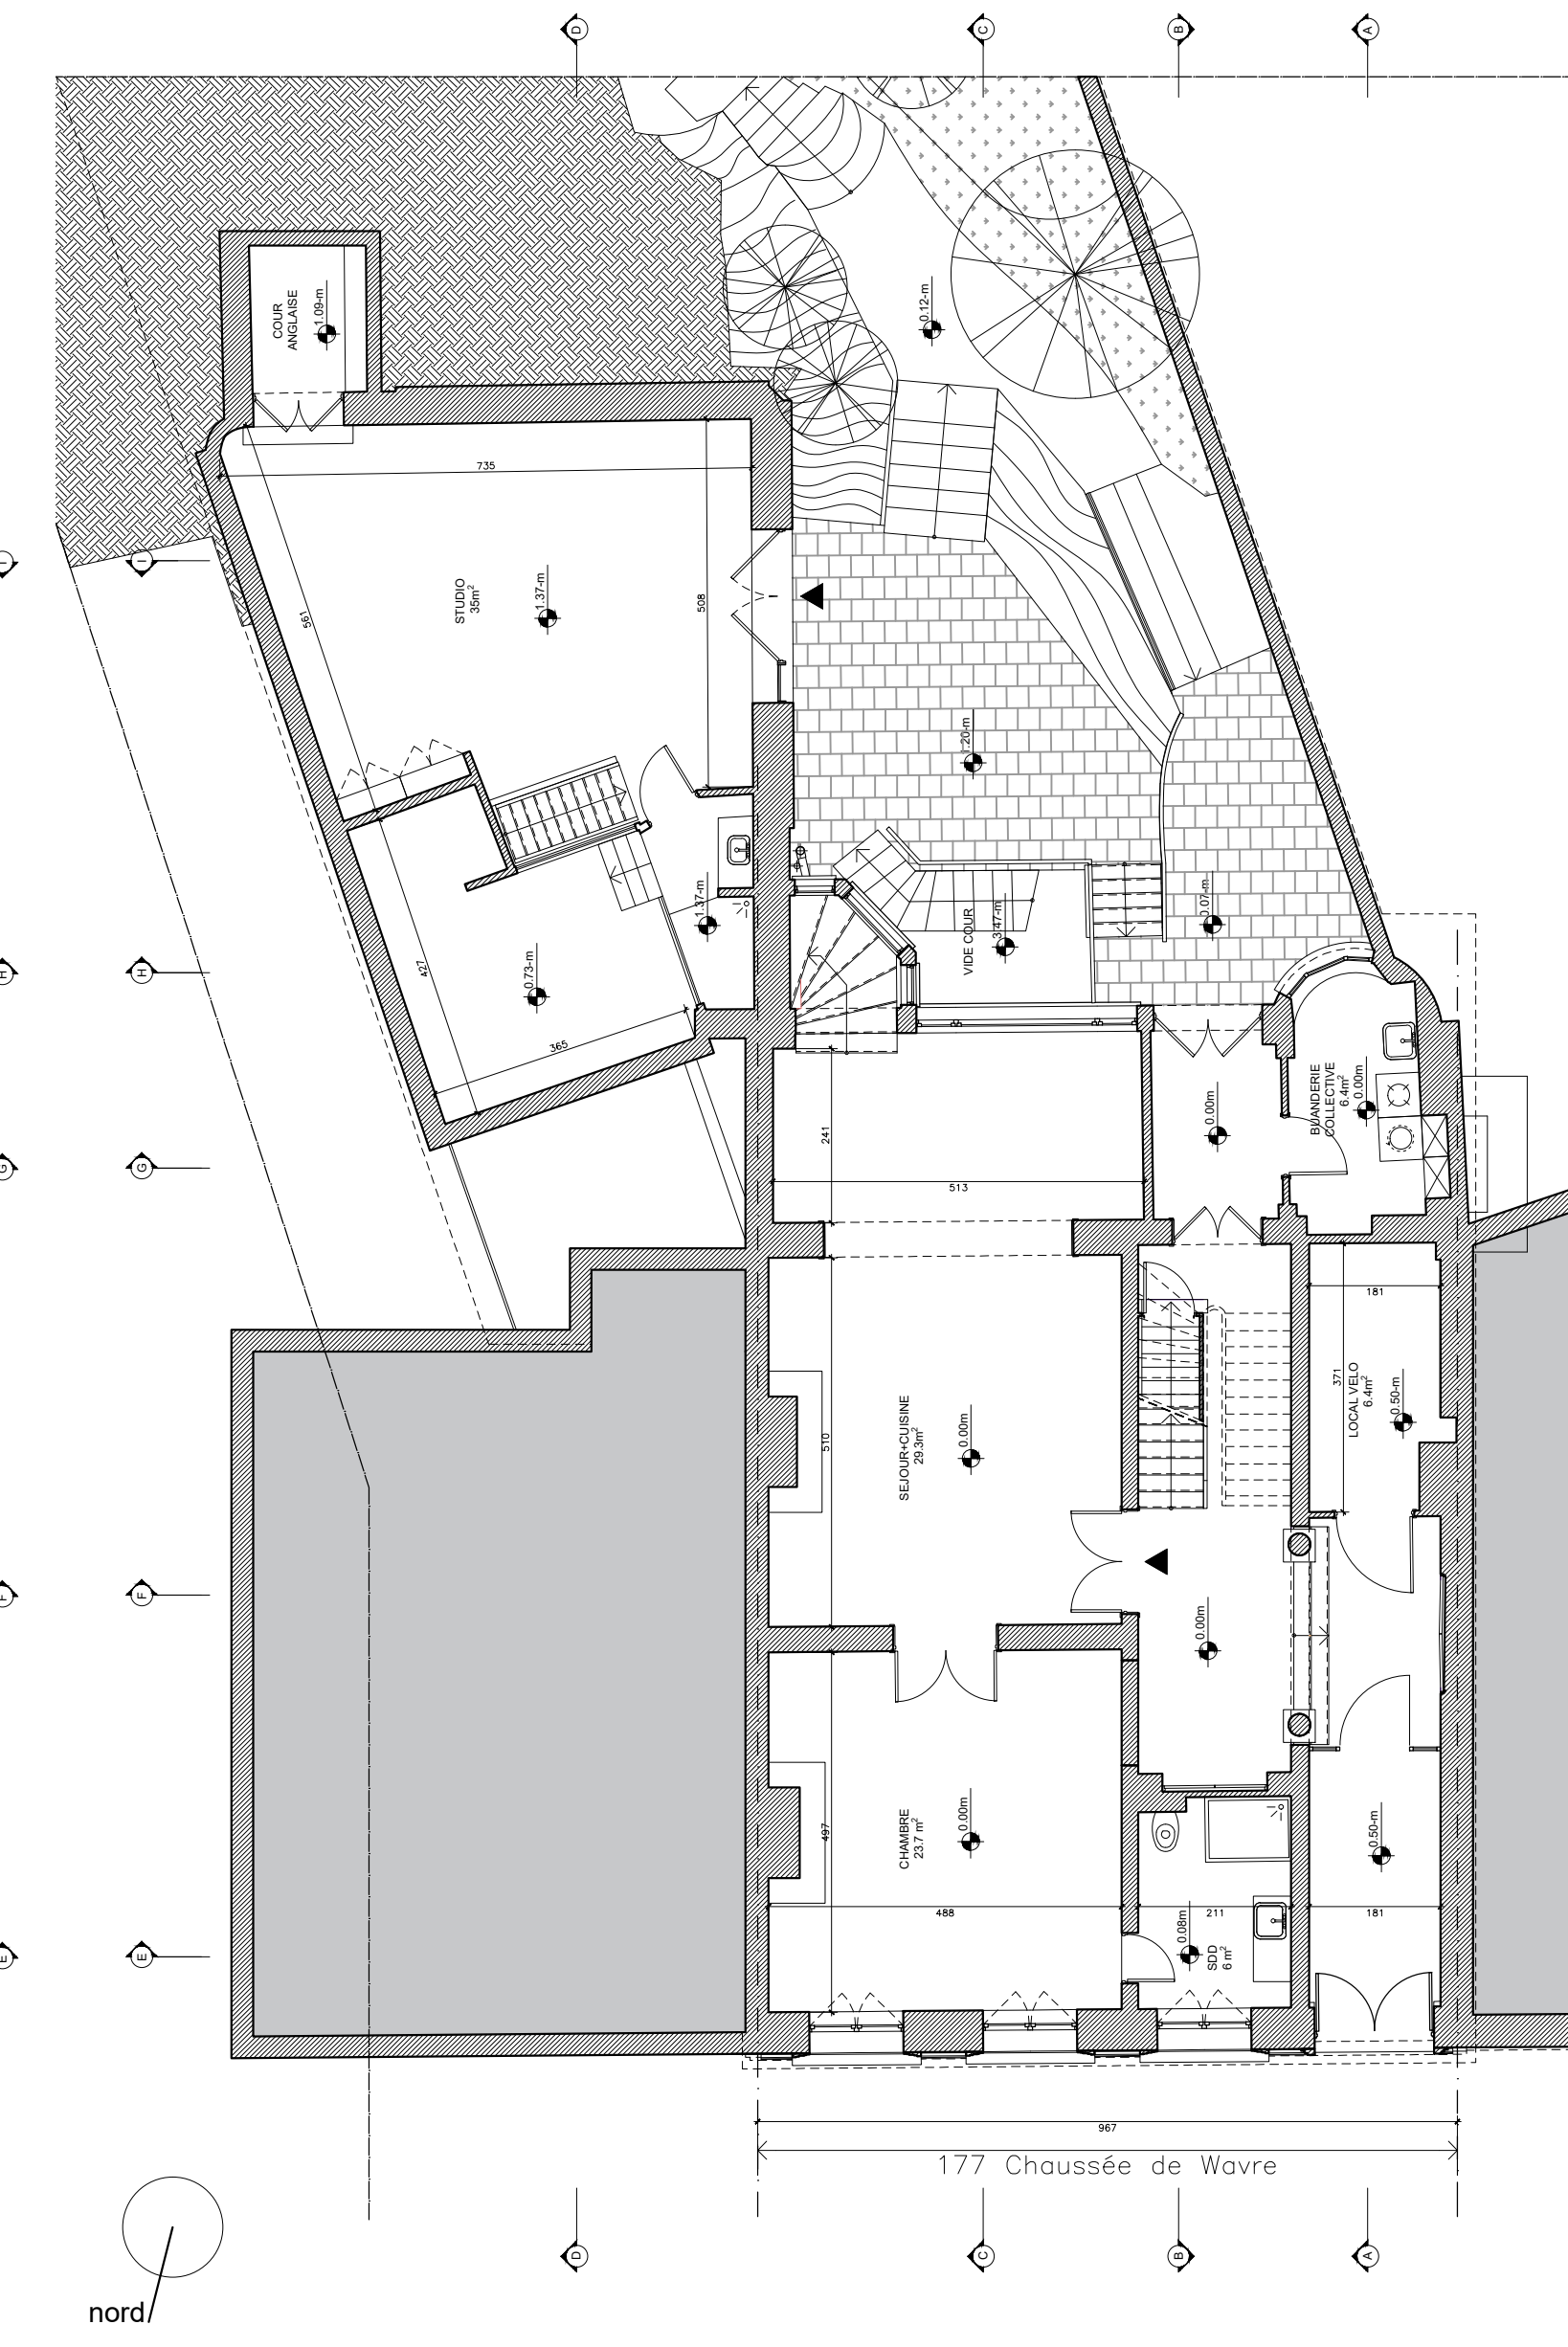 D
C
B
A
COUR
ANGLAISE
1.09-m
0.12-m
735
I
I
STUDIO
35m²
1.37-m
508
561
1.20-m
1.37-m
VIDE COUR
3.47-m
0.07-m
H
H
427
0.73-m
365
BUANDERIE
COLLECTIVE
6.4m²
0.00m
0.00m
241
G
G
513
181
371
LOCAL VELO
6.4m²
0.50-m
SEJOUR+CUISINE
29.3m²
0.00m
510
F
F
0.00m
CHAMBRE
23.7 m²
0.00m
497
0.50-m
488
211
181
0.08m
SDD
6 m²
E
E
967
177 Chaussée de Wavre
D
C
B
A
nord